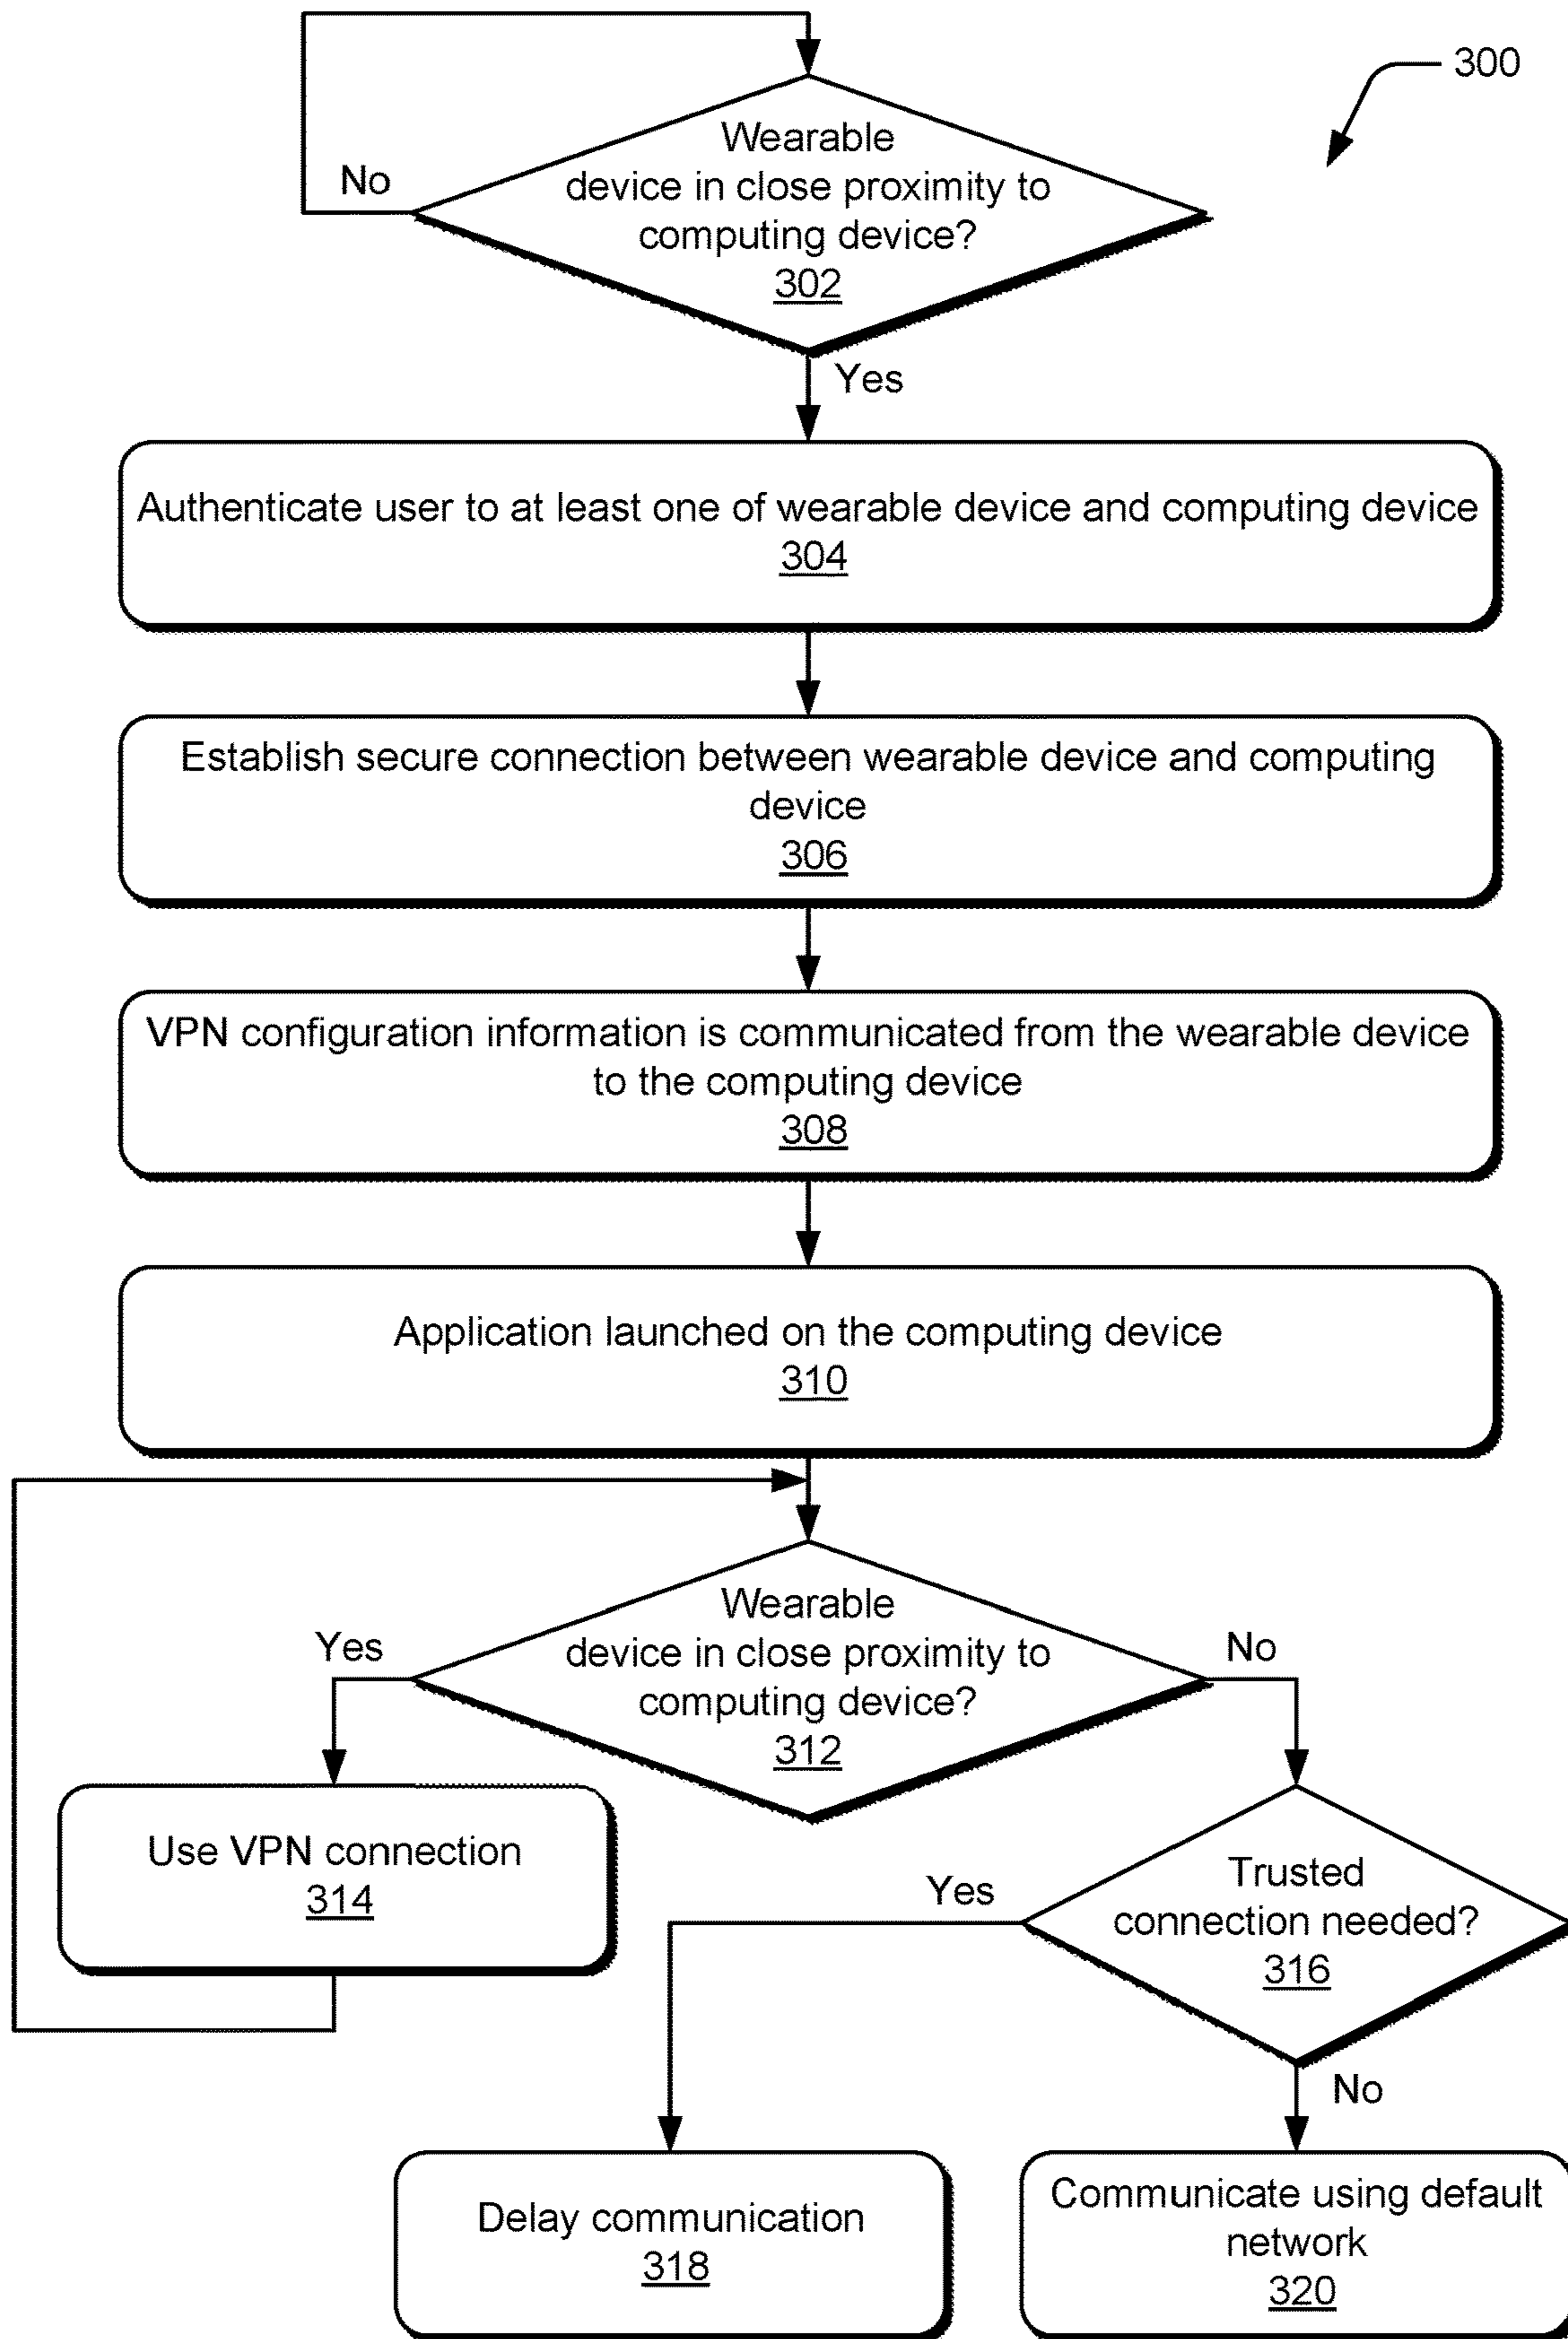 300
Wearable
device in close proximity to
computing device?
302
No
Yes
Authenticate user to at least one of wearable device and computing device
304
Establish secure connection between wearable device and computing
device
306
VPN configuration information is communicated from the wearable device
to the computing device
308
Application launched on the computing device
310
Wearable
device in close proximity to
computing device?
312
Yes
No
Use VPN connection
314
Trusted
connection needed?
316
Yes
No
Delay communication
318
Communicate using default
network
320